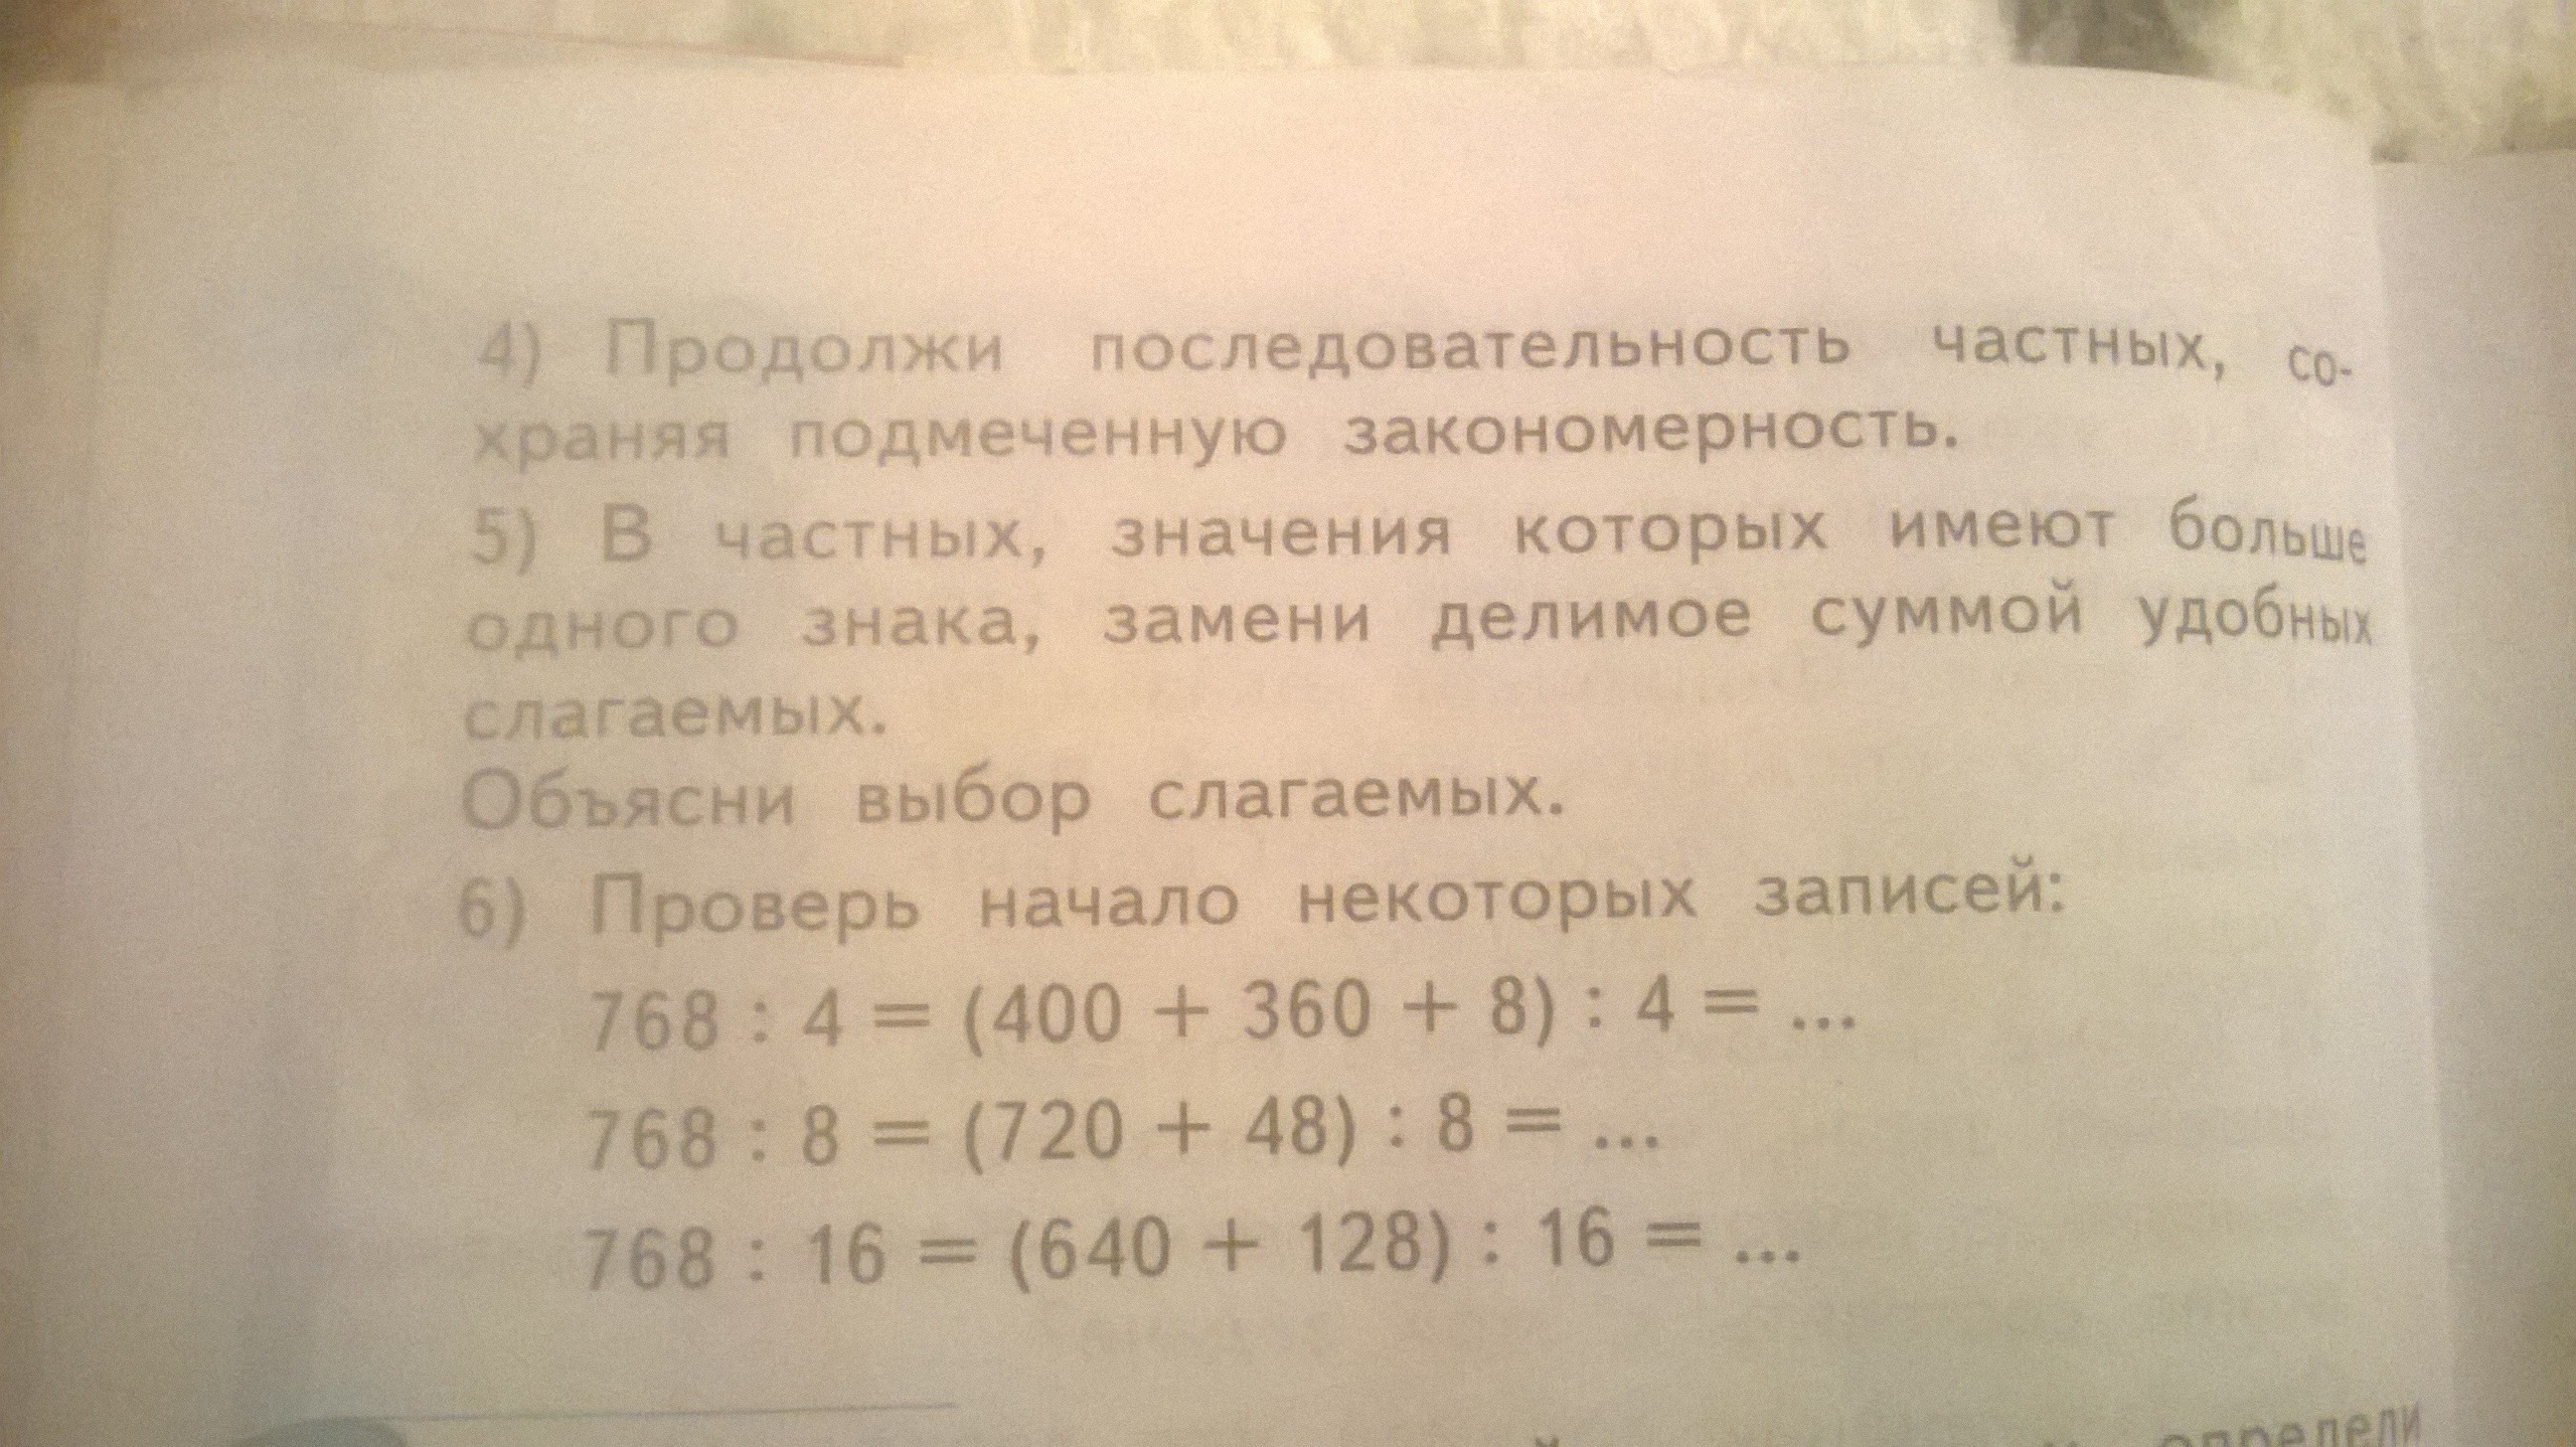 4) Продолжи последовательность частных, со-
храняя подмеченную закономерность.
5) В частных, значения которых имеют больше
одного знака, замени делимое суммой удобных
слагаемых.
Объясни выбор слагаемых.
6) Проверь начало некоторых записей:
768 : 4 = (400 + 360 + 8) : 4 = ...
768 : 8 = (720 + 48) : 8 = ...
768 : 16 = (640 + 128) : 16 = ...
определи